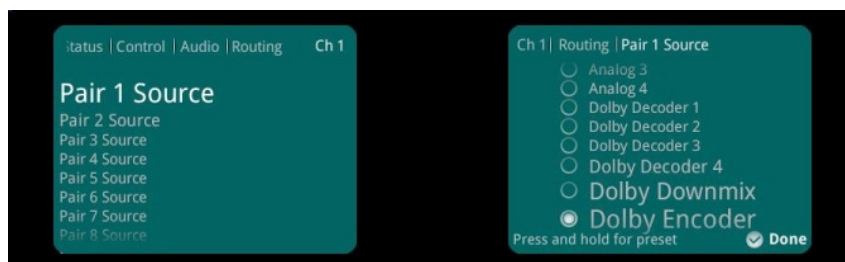 Status | Control | Audio | Routing Ch 1
Pair 1 Source
Pair 2 Source
Pair 3 Source
Pair 4 Source
Pair 5 Source
Pair 6 Source
Pair 7 Source
Pair 8 Source
Ch 1| Routing |Pair 1 Source
Analog 3
Analog 4
Dolby Decoder 1
Dolby Decoder 2
Dolby Decoder 3
Dolby Decoder 4
Dolby Downmix
Dolby Encoder
Press and hold for preset Done